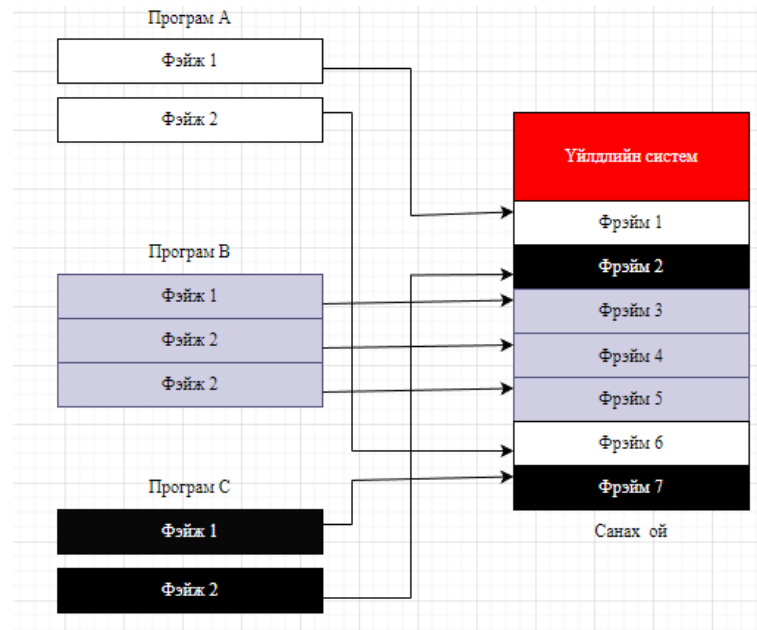 Програм А
Фэйж 1
Фэйж 2
Програм В
Фэйж 1
Фэйж 2
Фэйж 2
Програм С
Фэйж 1
Фэйж 2
Үйлдлийн систем
Фрэйм 1
Фрэйм 2
Фрэйм 3
Фрэйм 4
Фрэйм 5
Фрэйм 6
Фрэйм 7
Санах ой